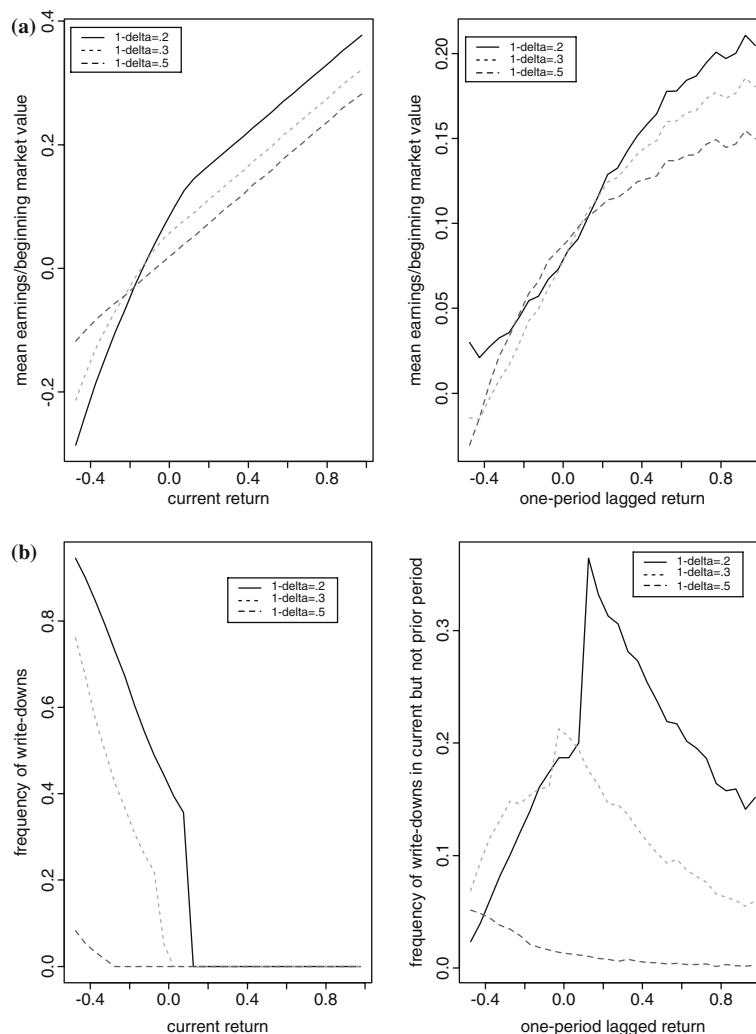 (a)
mean earnings/beginning market value
0.4
0.2
0.0
-0.2
1-delta=.2
1-delta=.3
1-delta=.5
-0.4 0.0 0.4 0.8
current return
mean earnings/beginning market value
0.20
0.15
0.10
0.05
0.0
1-delta=.2
1-delta=.3
1-delta=.5
-0.4 0.0 0.4 0.8
one-period lagged return
(b)
frequency of write-downs
0.8
0.6
0.4
0.2
0.0
1-delta=.2
1-delta=.3
1-delta=.5
-0.4 0.0 0.4 0.8
current return
frequency of write-downs in current but not prior period
0.3
0.2
0.1
0.0
1-delta=.2
1-delta=.3
1-delta=.5
-0.4 0.0 0.4 0.8
one-period lagged return